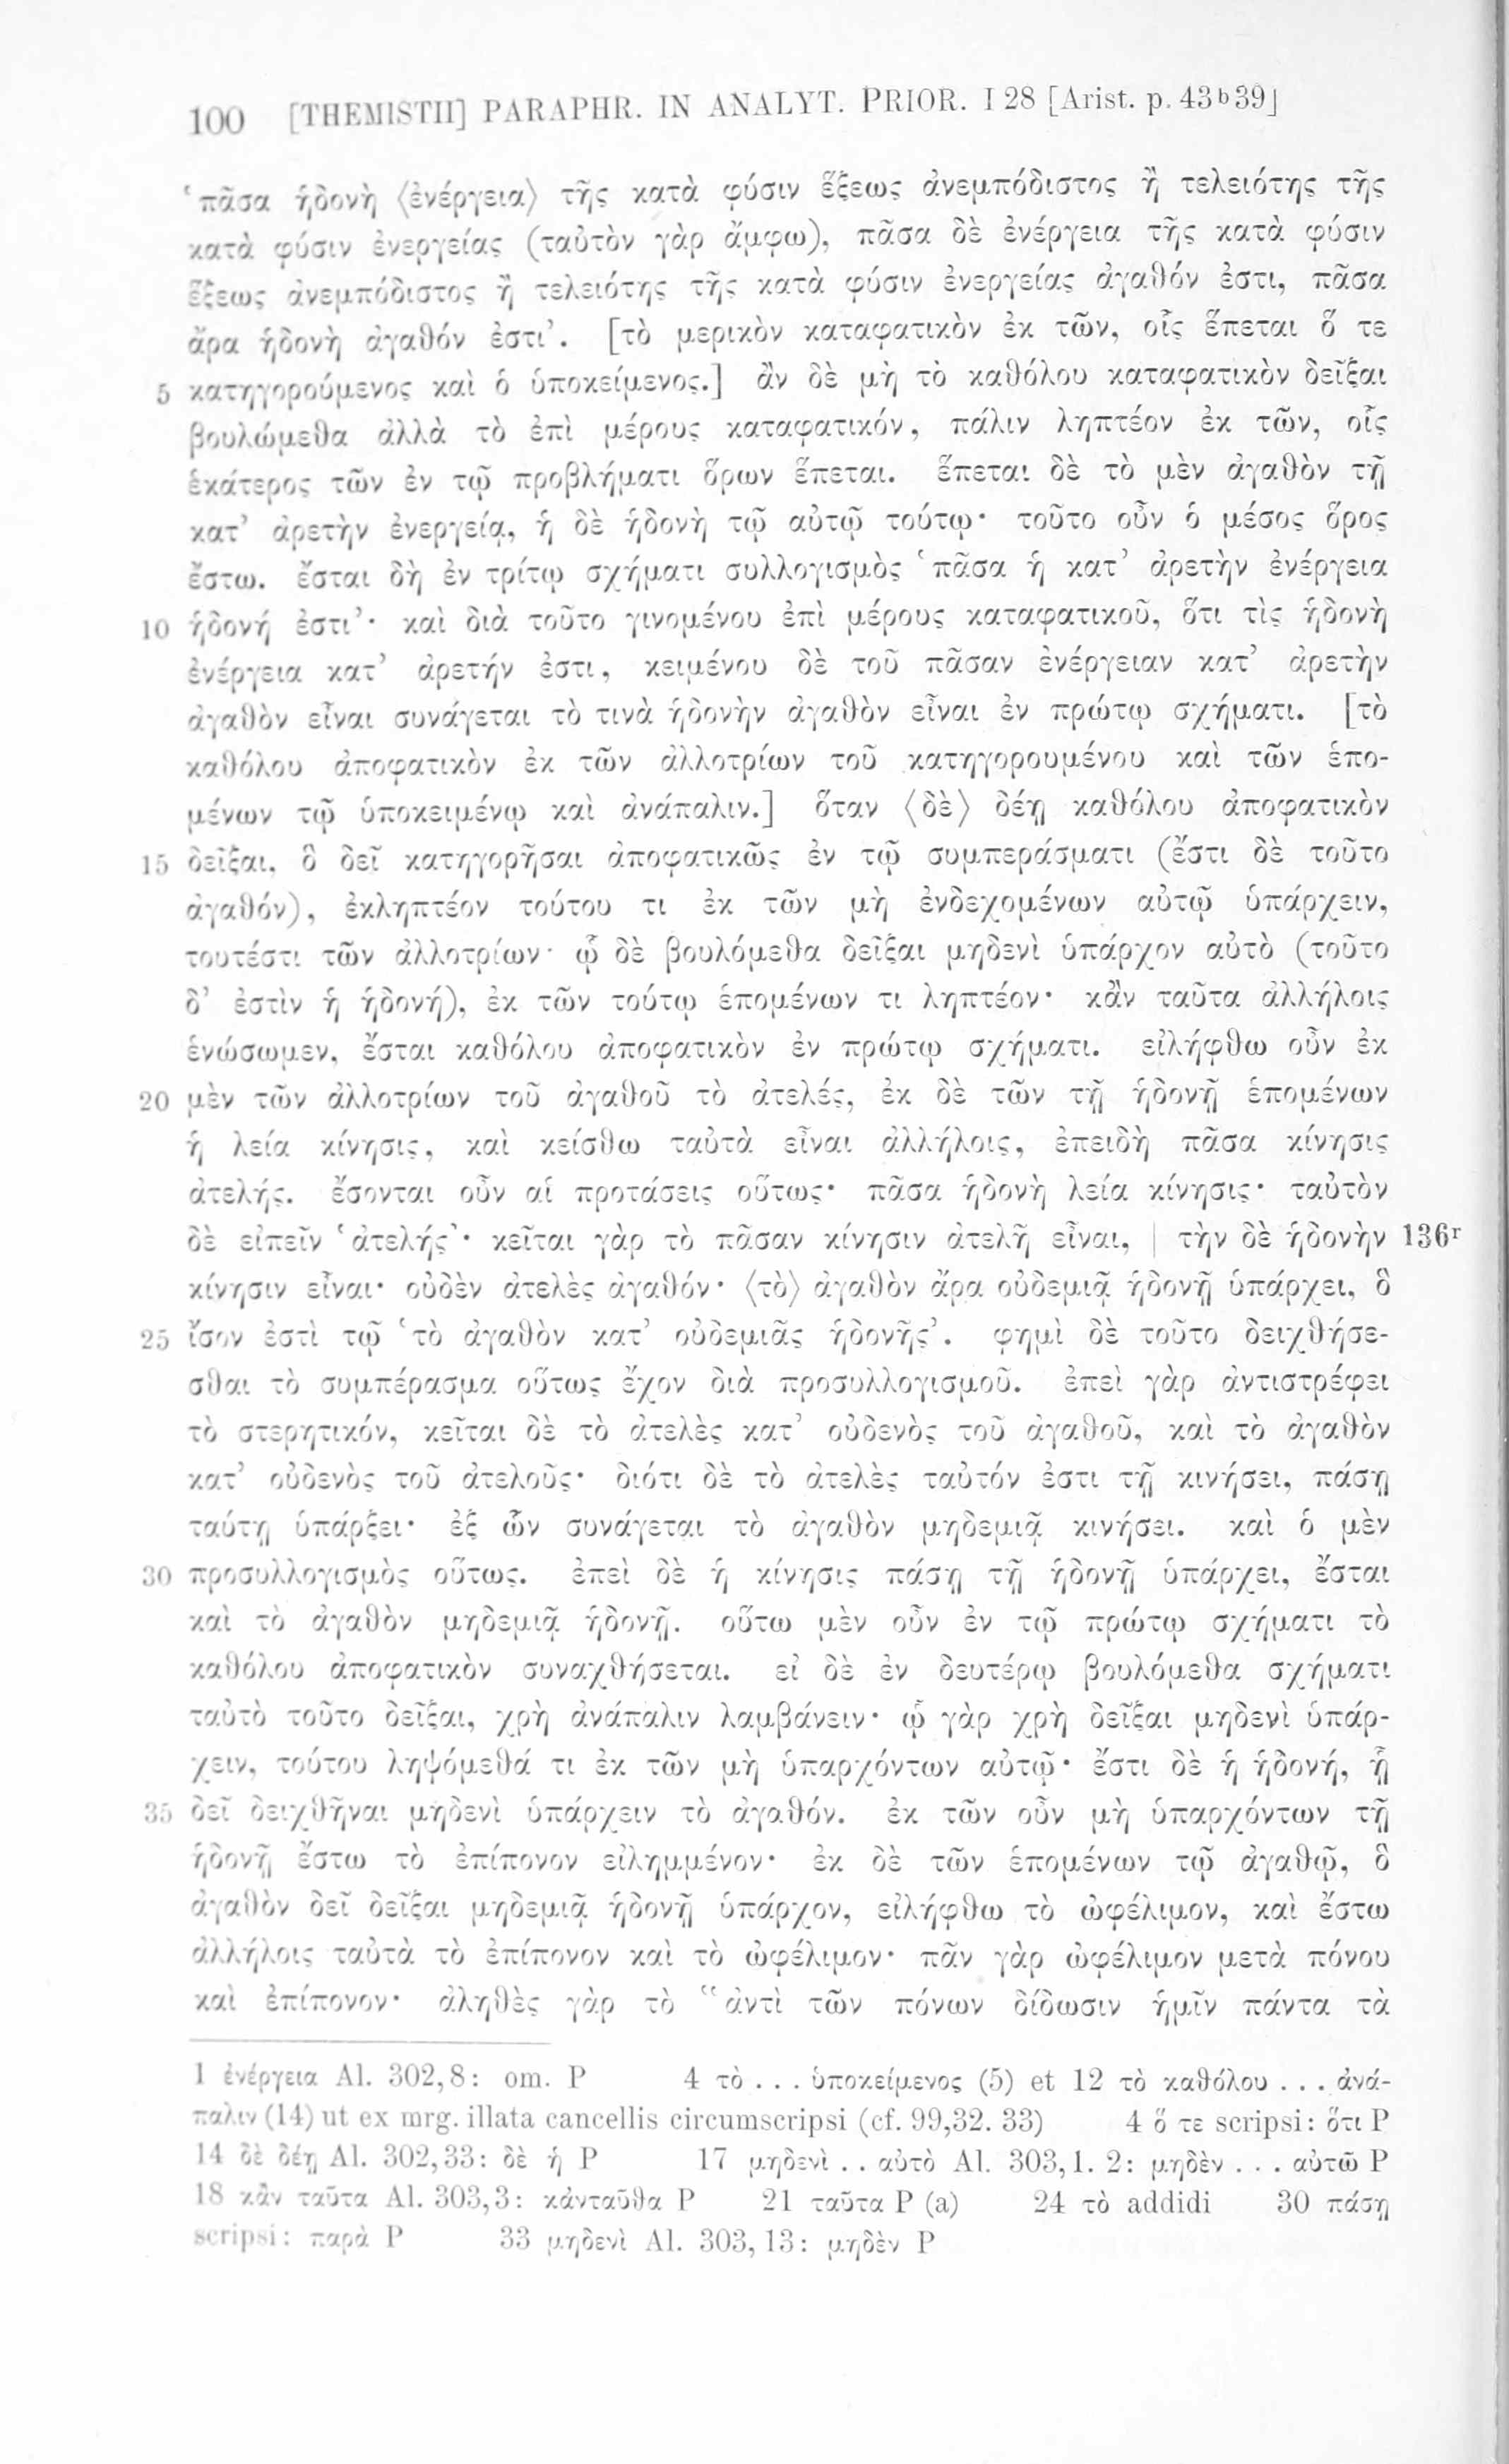 100 [THEMISTII] PARAPHR. IN ANALYT. PRIOR. I 28 [Arist. p. 43b39]
‘πᾶσα ἡδονὴ ⟨ἐνέργεια⟩ τῆς κατὰ φύσιν ἕξεως ἀνεμπόδιστος ἢ τελειότης τῆς
κατὰ φύσιν ἐνεργείας (ταὐτὸν γὰρ ἄμφω), πᾶσα δὲ ἐνέργεια τῆς κατὰ φύσιν
ἕξεως ἀνεμπόδιστος ἢ τελειότης τῆς κατὰ φύσιν ἐνεργείας ἀγαθόν ἐστι, πᾶσα
ἄρα ἡδονὴ ἀγαθόν ἐστι’. [τὸ μερικὸν καταφατικὸν ἐκ τῶν, οἷς ἕπεται ὅ τε
5 κατηγορούμενος καὶ ὁ ὑποκείμενος.] ἂν δὲ μὴ τὸ καθόλου καταφατικὸν δεῖξαι
βουλώμεθα ἀλλὰ τὸ ἐπὶ μέρους καταφατικόν, πάλιν ληπτέον ἐκ τῶν, οἷς
ἑκάτερος τῶν ἐν τῷ προβλήματι ὅρων ἕπεται. ἕπεται δὲ τὸ μὲν ἀγαθὸν τῇ
κατ’ ἀρετὴν ἐνεργείᾳ, ἡ δὲ ἡδονὴ τῷ αὐτῷ τούτῳ· τοῦτο οὖν ὁ μέσος ὅρος
ἔστω. ἔσται δὴ ἐν τρίτῳ σχήματι συλλογισμὸς ‘πᾶσα ἡ κατ’ ἀρετὴν ἐνέργεια
10 ἡδονή ἐστι’· καὶ διὰ τοῦτο γινομένου ἐπὶ μέρους καταφατικοῦ, ὅτι τὶς ἡδονὴ
ἐνέργεια κατ’ ἀρετήν ἐστι, κειμένου δὲ τοῦ πᾶσαν ἐνέργειαν κατ’ ἀρετὴν
ἀγαθὸν εἶναι συνάγεται τὸ τινὰ ἡδονὴν ἀγαθὸν εἶναι ἐν πρώτῳ σχήματι. [τὸ
καθόλου ἀποφατικὸν ἐκ τῶν ἀλλοτρίων τοῦ κατηγορουμένου καὶ τῶν ἑπο-
μένων τῷ ὑποκειμένῳ καὶ ἀνάπαλιν.] ὅταν ⟨δὲ⟩ δέῃ καθόλου ἀποφατικὸν
15 δεῖξαι, ὃ δεῖ κατηγορῆσαι ἀποφατικῶς ἐν τῷ συμπεράσματι (ἔστι δὲ τοῦτο
ἀγαθόν), ἐκληπτέον τούτου τι ἐκ τῶν μὴ ἐνδεχομένων αὐτῷ ὑπάρχειν,
τουτέστι τῶν ἀλλοτρίων· ᾧ δὲ βουλόμεθα δεῖξαι μηδενὶ ὑπάρχον αὐτὸ (τοῦτο
δ’ ἐστὶν ἡ ἡδονή), ἐκ τῶν τούτῳ ἑπομένων τι ληπτέον· κἂν ταῦτα ἀλλήλοις
ἑνώσωμεν, ἔσται καθόλου ἀποφατικὸν ἐν πρώτῳ σχήματι. εἰλήφθω οὖν ἐκ
20 μὲν τῶν ἀλλοτρίων τοῦ ἀγαθοῦ τὸ ἀτελές, ἐκ δὲ τῶν τῇ ἡδονῇ ἑπομένων
ἡ λεία κίνησις, καὶ κείσθω ταὐτὰ εἶναι ἀλλήλοις, ἐπειδὴ πᾶσα κίνησις
ἀτελής. ἔσονται οὖν αἱ προτάσεις οὕτως· πᾶσα ἡδονὴ λεία κίνησις· ταὐτὸν
δὲ εἰπεῖν ‘ἀτελής’· κεῖται γὰρ τὸ πᾶσαν κίνησιν ἀτελῆ εἶναι, | τὴν δὲ ἡδονὴν 136r
κίνησιν εἶναι· οὐδὲν ἀτελὲς ἀγαθόν· ⟨τὸ⟩ ἀγαθὸν ἄρα οὐδεμιᾷ ἡδονῇ ὑπάρχει, ὃ
25 ἴσον ἐστὶ τῷ ‘τὸ ἀγαθὸν κατ’ οὐδεμιᾶς ἡδονῆς’. φημὶ δὲ τοῦτο δειχθήσε-
σθαι τὸ συμπέρασμα οὕτως ἔχον διὰ προσυλλογισμοῦ. ἐπεὶ γὰρ ἀντιστρέφει
τὸ στερητικόν, κεῖται δὲ τὸ ἀτελὲς κατ’ οὐδενὸς τοῦ ἀγαθοῦ, καὶ τὸ ἀγαθὸν
κατ’ οὐδενὸς τοῦ ἀτελοῦς· διότι δὲ τὸ ἀτελὲς ταὐτόν ἐστι τῇ κινήσει, πάσῃ
ταύτῃ ὑπάρξει· ἐξ ὧν συνάγεται τὸ ἀγαθὸν μηδεμιᾷ κινήσει. καὶ ὁ μὲν
30 προσυλλογισμὸς οὕτως. ἐπεὶ δὲ ἡ κίνησις πάσῃ τῇ ἡδονῇ ὑπάρχει, ἔσται
καὶ τὸ ἀγαθὸν μηδεμιᾷ ἡδονῇ. οὕτω μὲν οὖν ἐν τῷ πρώτῳ σχήματι τὸ
καθόλου ἀποφατικὸν συναχθήσεται. εἰ δὲ ἐν δευτέρῳ βουλόμεθα σχήματι
ταὐτὸ τοῦτο δεῖξαι, χρὴ ἀνάπαλιν λαμβάνειν· ᾧ γὰρ χρὴ δεῖξαι μηδενὶ ὑπάρ-
χειν, τούτου ληψόμεθά τι ἐκ τῶν μὴ ὑπαρχόντων αὐτῷ· ἔστι δὲ ἡ ἡδονή, ᾗ
35 δεῖ δειχθῆναι μηδενὶ ὑπάρχειν τὸ ἀγαθόν. ἐκ τῶν οὖν μὴ ὑπαρχόντων τῇ
ἡδονῇ ἔστω τὸ ἐπίπονον εἰλημμένον· ἐκ δὲ τῶν ἑπομένων τῷ ἀγαθῷ, ὃ
ἀγαθὸν δεῖ δεῖξαι μηδεμιᾷ ἡδονῇ ὑπάρχον, εἰλήφθω τὸ ὠφέλιμον, καὶ ἔστω
ἀλλήλοις ταὐτὰ τὸ ἐπίπονον καὶ τὸ ὠφέλιμον· πᾶν γὰρ ὠφέλιμον μετὰ πόνου
καὶ ἐπίπονον· ἀληθὲς γὰρ τὸ “ἀντὶ τῶν πόνων δίδωσιν ἡμῖν πάντα τὰ
1 ἐνέργεια Al. 302,8: om. P 4 τὸ ... ὑποκείμενος (5) et 12 τὸ καθόλου ... ἀνά-
παλιν (14) ut ex mrg. illata cancellis circumscripsi (cf. 99,32. 33) 4 ὅ τε scripsi: ὅτι P
14 δὲ δέῃ Al. 302,33: δὲ ἡ P 17 μηδενὶ .. αὐτὸ Al. 303,1. 2: μηδὲν ... αὐτῶ P
18 κἂν ταῦτα Al. 303,3: κἀνταῦθα P 21 ταῦτα P (a) 24 τὸ addidi 30 πάσῃ
scripsi: παρὰ P 33 μηδενὶ Al. 303,13: μηδὲν P